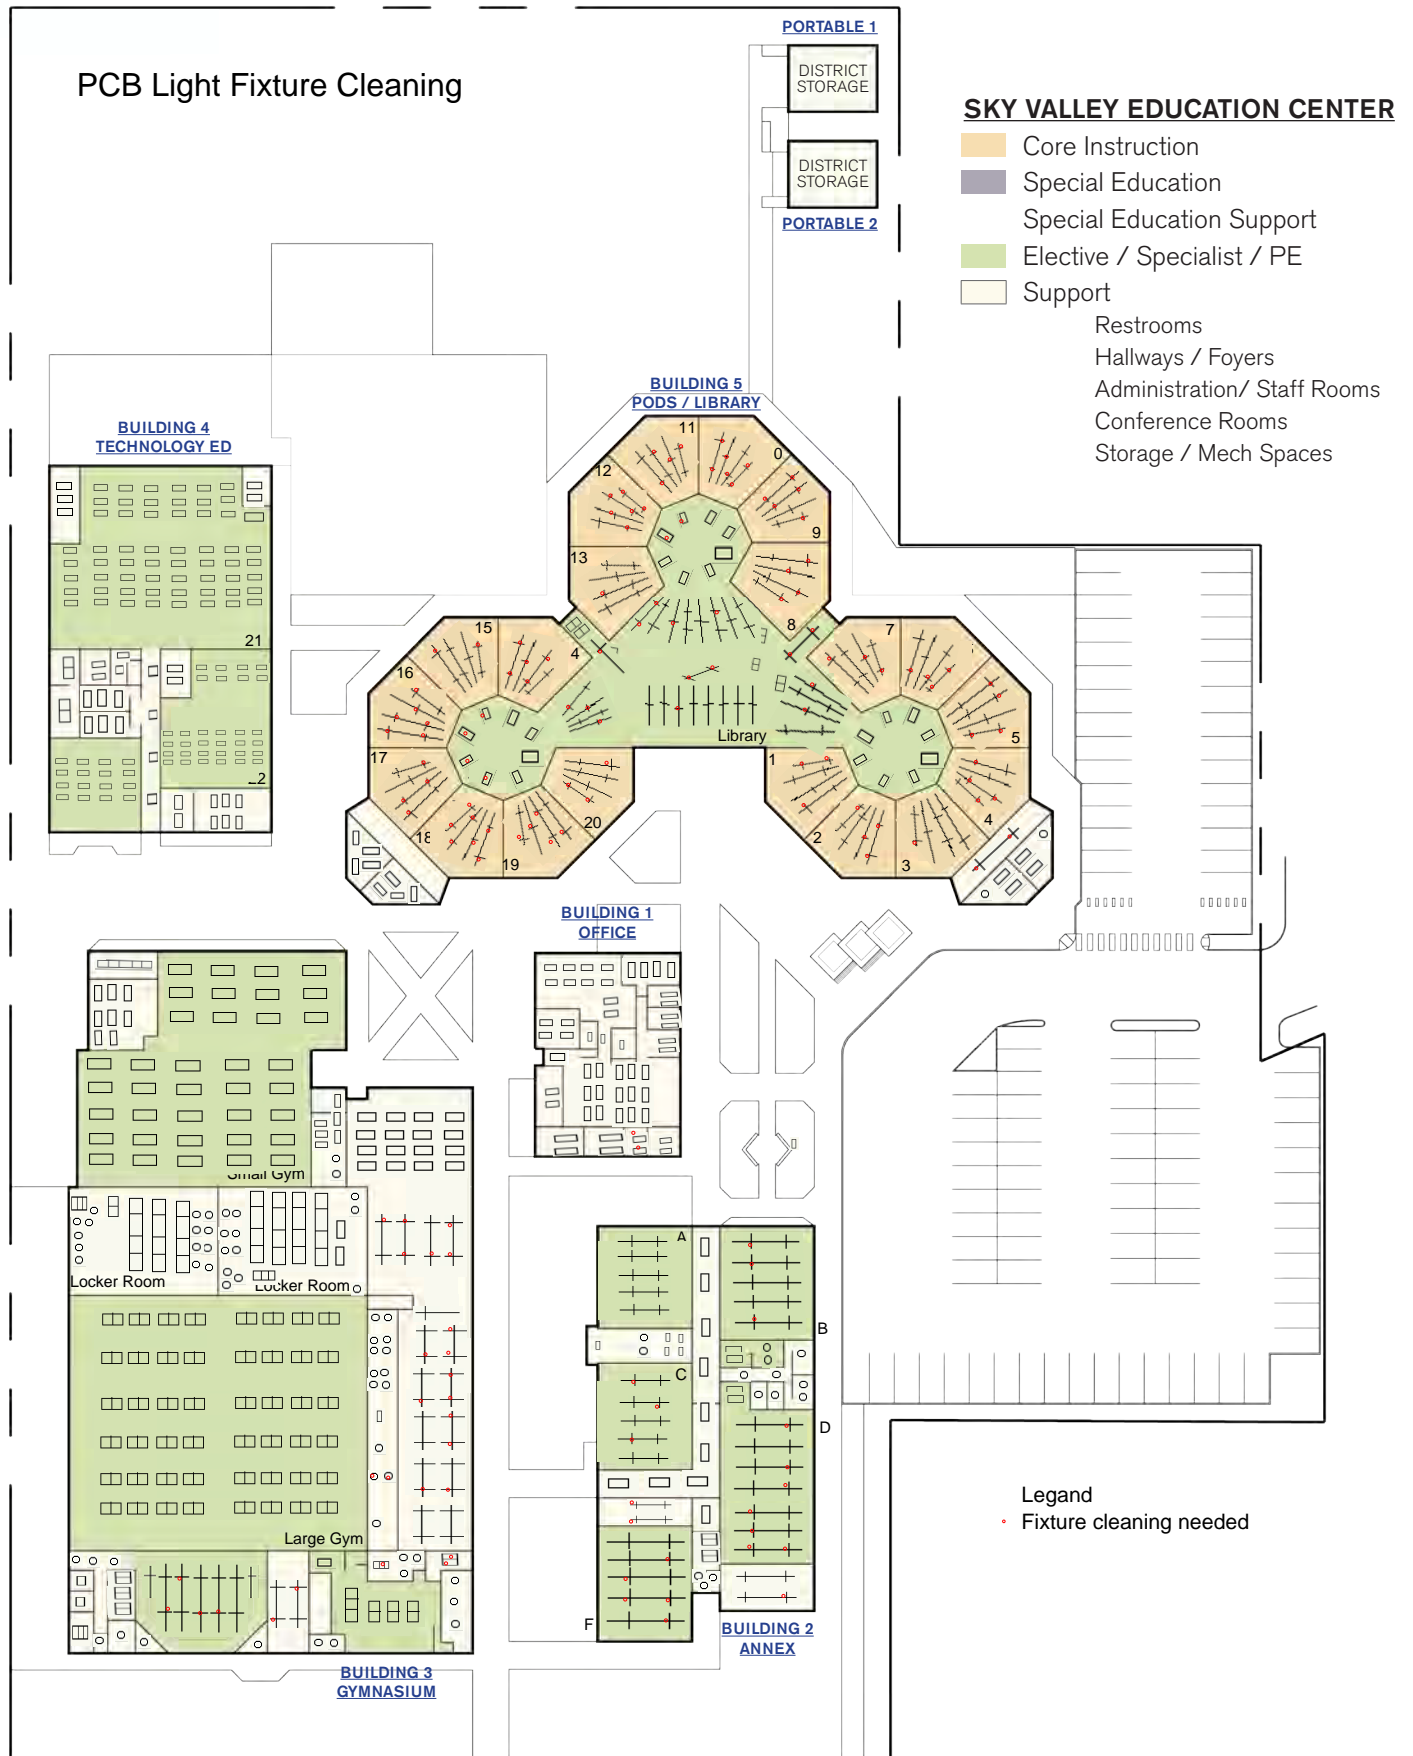 PORTABLE 1
DISTRICT
STORAGE
PCB Light Fixture Cleaning
SKY VALLEY EDUCATION CENTER
Core Instruction
Special Education
Special Education Support
Elective / Specialist / PE
Support
Restrooms
Hallways / Foyers
Administration/ Staff Rooms
Conference Rooms
Storage / Mech Spaces
DISTRICT
STORAGE
PORTABLE 2
BUILDING 5
PODS / LIBRARY
BUILDING 4
TECHNOLOGY ED
11
0
12
9
13
8
7
15
4
16
21
5
Library
17
1
18
20
2
4
19
3
BUILDING 1
OFFICE
Small Gym
Locker Room
Locker Room
A
B
C
D
Large Gym
F
Legand
Fixture cleaning needed
BUILDING 2
ANNEX
BUILDING 3
GYMNASIUM